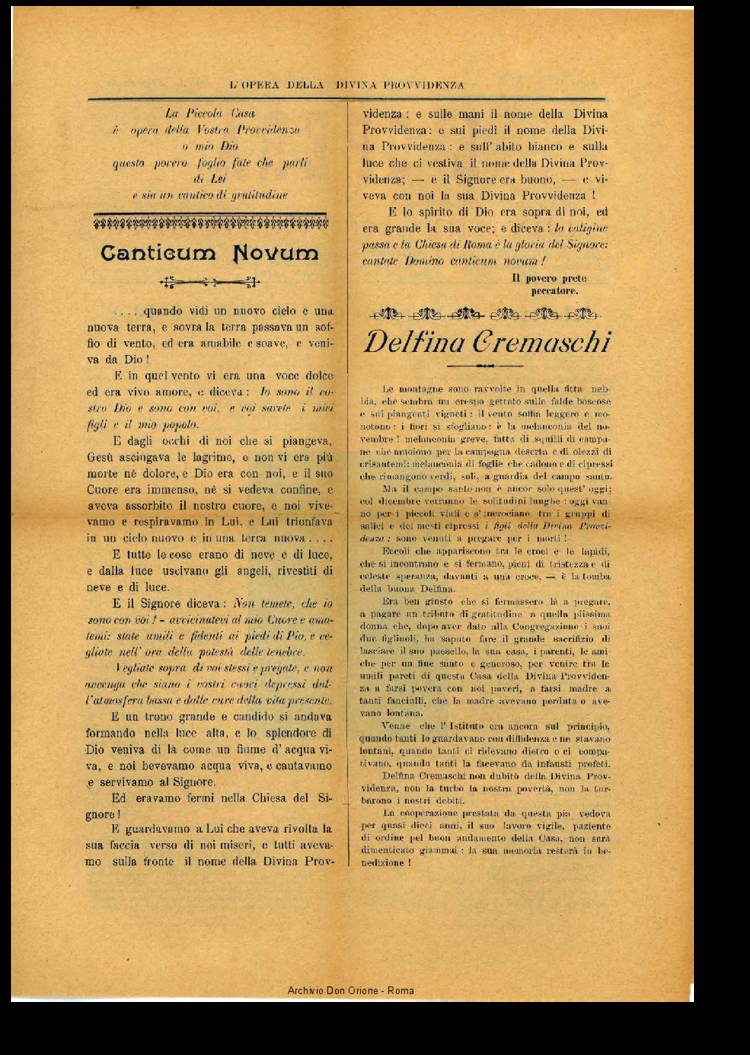 L'OPERA DELLA DIVINA PROVVIDENZA
La Piccola Casa
è opera della Vostra Provvidenza
o mio Dio
questo povero foglio fate che parli
di Lei
e sia un cantico di gratitudine
Canticum Novum
. . . . quando vidi un nuovo cielo e una
nuova terra, e sovra la terra passava un sof-
fio di vento, ed era amabile e soave, e veni-
va da Dio !
E in quel vento vi era una voce dolce
ed era vivo amore, e diceva : Io sono il vo-
stro Dio e sono con voi, e voi sarete i miei
figli e il mio popolo.
E dagli occhi di noi che si piangeva,
Gesù asciugava le lagrime, e non vi era più
morte né dolore, e Dio era con noi, e il suo
Cuore era immenso, né si vedeva confine, e
aveva assorbito il nostro cuore, e noi vive-
vamo e respiravamo in Lui, e Lui trionfava
in un cielo nuovo e in una terra nuova . . . .
E tutte le cose erano di neve e di luce,
e dalla luce uscivano gli angeli, rivestiti di
neve e di luce.
E il Signore diceva : Non temete, che io
sono con voi ! - avvicinatevi al mio Cuore e ama-
temi: state umili e fidenti ai piedi di Pio, e ve-
gliate nell' ora della potestà delle tenebre.
Vegliate sopra di voi stessi e pregate, e non
avvenga che siano i vostri cuori depressi dal-
l'atmosfera bassa e dalle cure della vita presente.
E un trono grande e candido si andava
formando nella luce alta, e lo splendore di
Dio veniva di là come un fiume d' acqua vi-
va, e noi bevevamo acqua viva, e cantavamo
e servivamo al Signore.
Ed eravamo fermi nella Chiesa del Si-
gnore !
E guardavamo a Lui che aveva rivolta la
sua faccia verso di noi miseri, e tutti aveva-
mo sulla fronte il nome della Divina Prov-
videnza : e sulle mani il nome della Divina
Provvidenza : e sui piedi il nome della Divi-
na Provvidenza : e sull' abito bianco e sulla
luce che ci vestiva il nome della Divina Prov-
videnza; — e il Signore era buono, — e vi-
veva con noi la sua Divina Provvidenza !
E lo spirito di Dio era sopra di noi, ed
era grande la sua voce; e diceva : la caligine
passa e la Chiesa di Roma è la gloria del Signore:
cantate Domino canticum novum !
Il povero prete
peccatore.
Delfina Cremaschi
Le montagne sono ravvolte in quella fitta neb-
bia, che sembra un crespo gettato sulle falde boscose
e sui piangenti vigneti : il vento soffia leggero e mo-
notono : i fiori si sfogliano : è la melanconia del no-
vembre ! melanconia greve, fatta di squilli di campa-
ne che muoiono per la campagna deserta e di olezzi di
crisantemi: melanconia di foglie che cadono e di cipressi
che rimangono verdi, soli, a guardia del campo santo.
Ma il campo santo non è ancor solo quest' oggi;
col dicembre verranno le solitudini lunghe : oggi van-
no per i piccoli viali e s' incrociano tra i gruppi di
salici e dei mesti cipressi i figli della Divina Provvi-
denza : sono venuti a pregare per i morti !
Eccoli che appariscono tra le croci e le lapidi,
che si incontrano e si fermano, pieni di tristezza e di
celeste speranza, davanti a una croce, — è la tomba
della buona Delfina.
Era ben giusto che si fermassero là a pregare,
a pagare un tributo di gratitudine a quella piissima
donna che, dopo aver dato alla Congregazione i suoi
due figliuoli, ha saputo fare il grande sacrifizio di
lasciare il suo paesello, la sua casa, i parenti, le ami
che per un fine santo e generoso, per venire tra le
umili pareti di questa Casa della Divina Provviden-
za a farsi povera con noi poveri, a farsi madre a
tanti fanciulli, che la madre avevano perduta o ave-
vano lontana.
Venne che l' Istituto era ancora sul principio,
quando tanti lo guardavano con diffidenza e ne stavano
lontani, quando tanti ci ridevano dietro o ci compa-
tivano, quando tanti la facevano da infausti profeti.
Delfina Cremaschi non dubitò della Divina Prov-
videnza, non la turbò la nostra povertà, non la tur-
barono i nostri debiti.
La cooperazione prestata da questa pia vedova
per quasi dieci anni, il suo lavoro vigile, paziente
di ordine pel buon andamento della Casa, non sarà
dimenticato giammai : la sua memoria resterà in be-
nedizione !
Archivio Don Orione - Roma